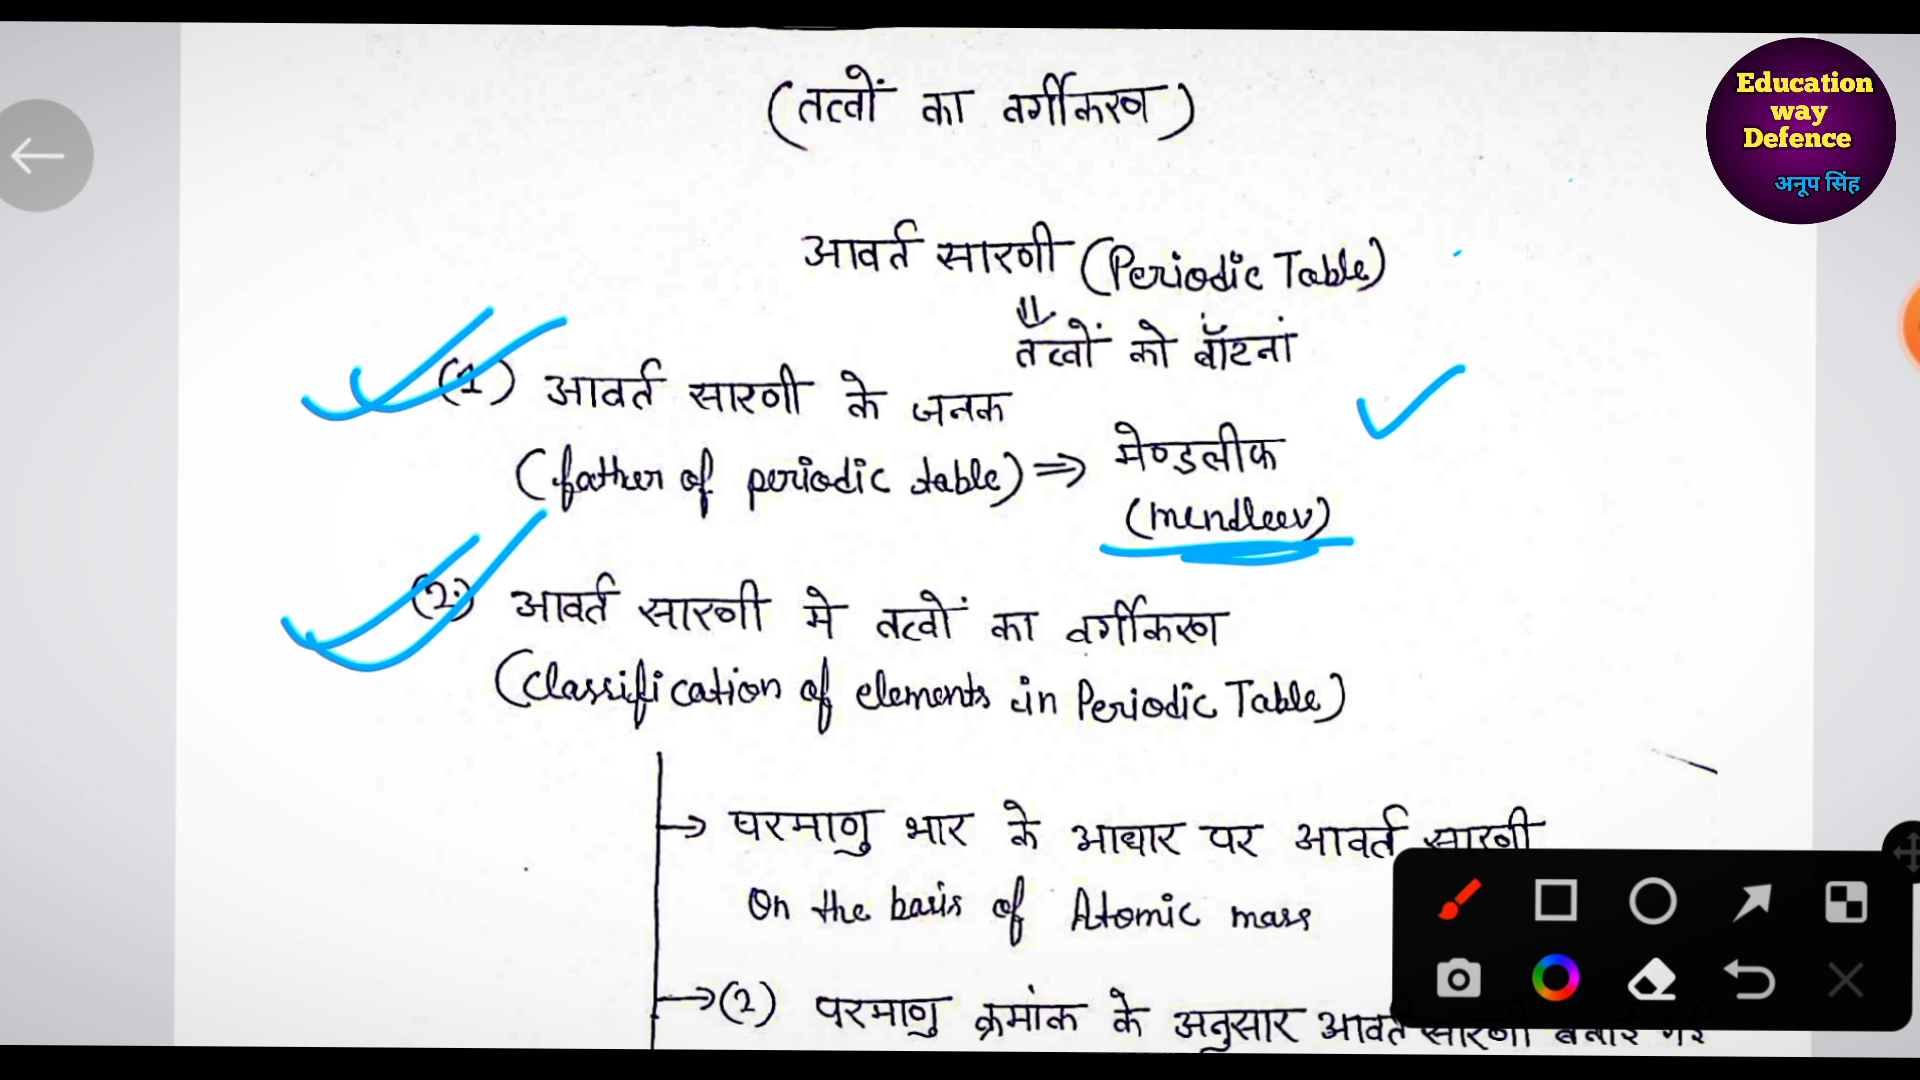 (तत्वों का वर्गीकरण)
Education
way
Defence
अनूप सिंह
आवर्त सारणी (Periodic Table)
तत्वों को बाँटनां
(1) आवर्त सारणी के जनक
(father of periodic table) ⇒ मेण्डलीफ
(mendleev)
(2) आवर्त सारणी मे तत्वों का वर्गीकरण
(Classification of elements in Periodic Table)
→ परमाणु भार के आधार पर आवर्त सारणी
On the basis of Atomic mass
→(2) परमाणु क्रमांक के अनुसार आवर्त सारणी